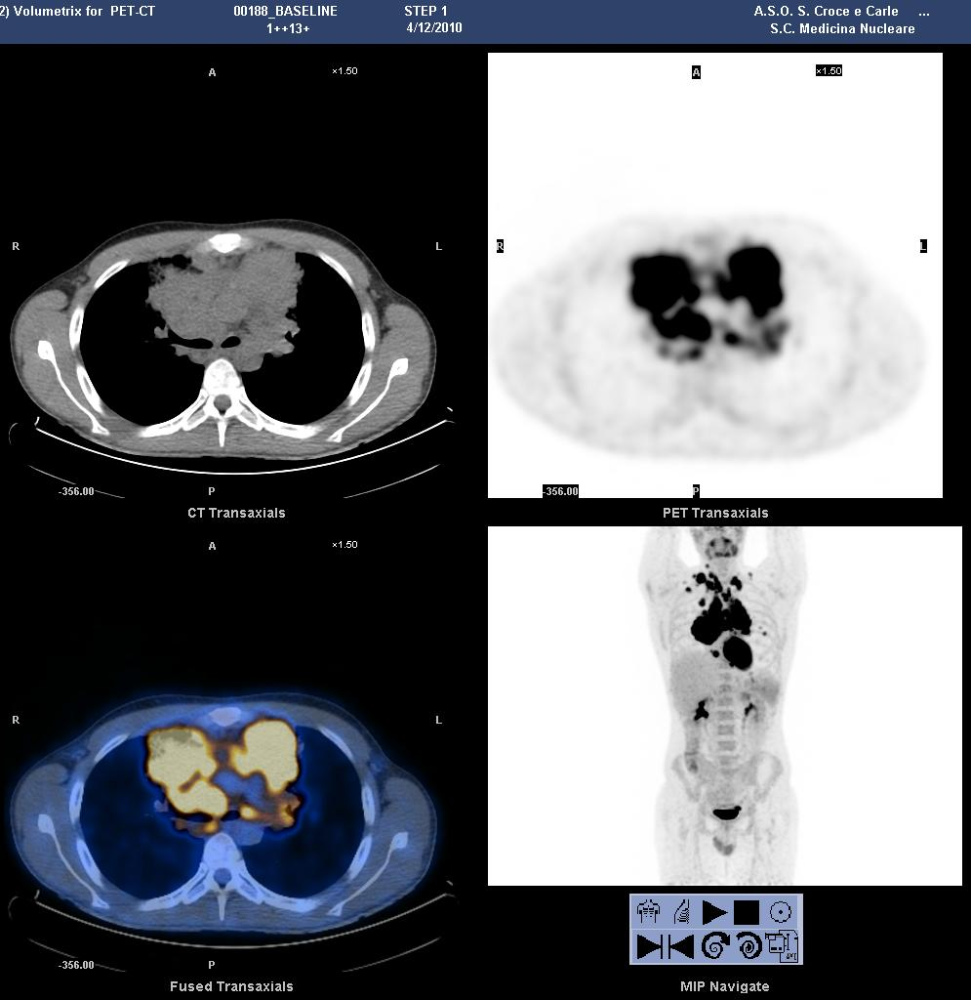 2) Volumetrix for PET-CT
00188_BASELINE
STEP 1
A.S.O. S. Croce e Carle ...
1++13+
4/12/2010
S.C. Medicina Nucleare
A
×1.50
R
L
-356.00
P
CT Transaxials
A
×1.50
R
L
-356.00
P
PET Transaxials
A
×1.50
R
L
-356.00
P
Fused Transaxials
AVI
MIP Navigate